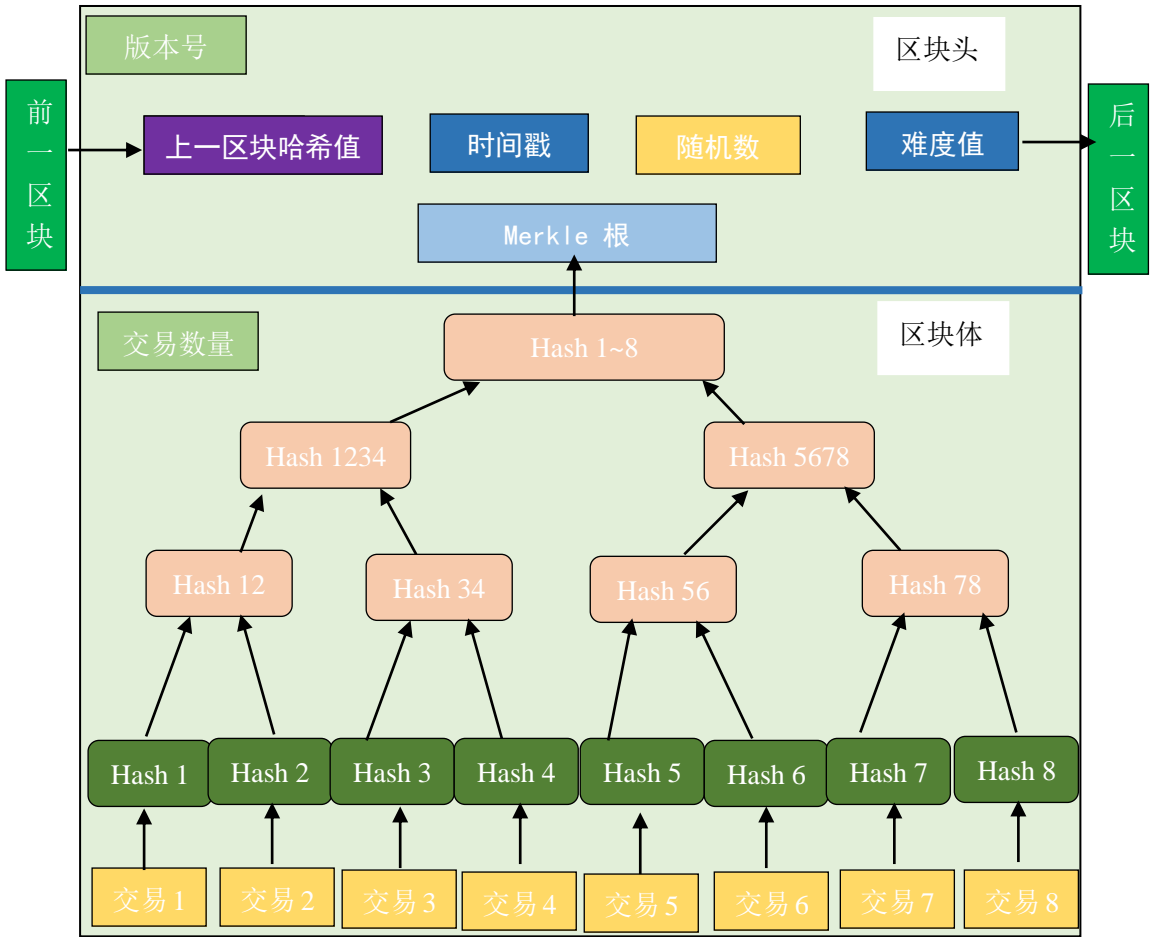 版本号
区块头
前一区块
上一区块哈希值
时间戳
随机数
难度值
后一区块
Merkle 根
交易数量
区块体
Hash 1~8
Hash 1234
Hash 5678
Hash 12
Hash 34
Hash 56
Hash 78
Hash 1
Hash 2
Hash 3
Hash 4
Hash 5
Hash 6
Hash 7
Hash 8
交易1
交易2
交易3
交易4
交易5
交易6
交易7
交易8